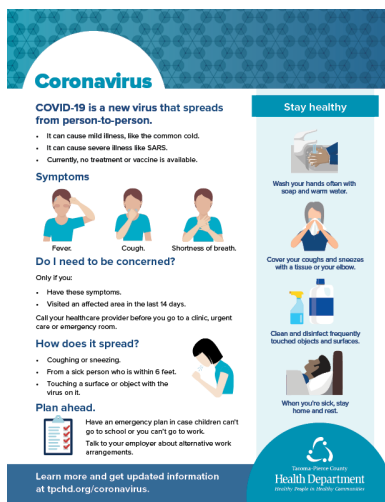 Coronavirus
COVID-19 is a new virus that spreads
from person-to-person.
• It can cause mild illness, like the common cold.
• It can cause severe illness like SARS.
• Currently, no treatment or vaccine is available.
Symptoms
Fever.
Cough.
Shortness of breath.
Do I need to be concerned?
Only if you:
• Have these symptoms.
• Visited an affected area in the last 14 days.
Call your healthcare provider before you go to a clinic, urgent
care or emergency room.
How does it spread?
• Coughing or sneezing.
• From a sick person who is within 6 feet.
• Touching a surface or object with the
virus on it.
Plan ahead.
Have an emergency plan in case children can't
go to school or you can't go to work.
Talk to your employer about alternative work
arrangements.
Stay healthy
Wash your hands often with
soap and warm water.
Cover your coughs and sneezes
with a tissue or your elbow.
Clean and disinfect frequently
touched objects and surfaces.
When you're sick, stay
home and rest.
Learn more and get updated information
at tpchd.org/coronavirus.
Tacoma-Pierce County
Health Department
Healthy People in Healthy Communities